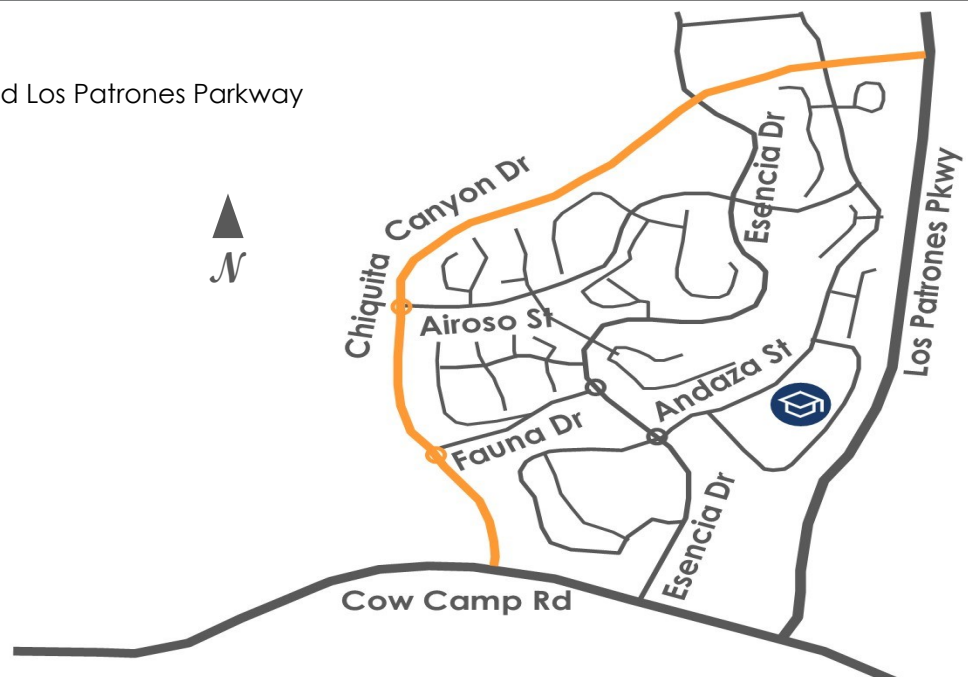 d Los Patrones Parkway
N
Chiquita Canyon Dr
Esencia Dr
Los Patrones Pkwy
Airoso St
Andaza St
Fauna Dr
Esencia Dr
Cow Camp Rd